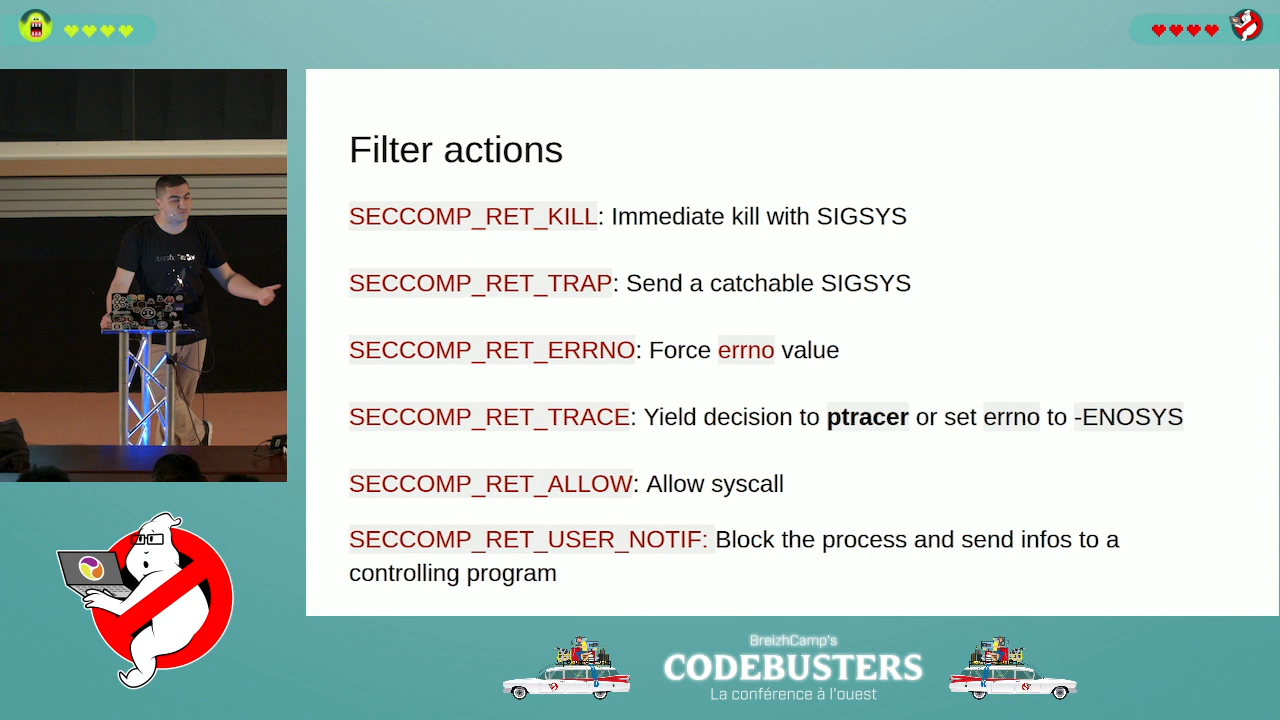 Filter actions
SECCOMP_RET_KILL: Immediate kill with SIGSYS
SECCOMP_RET_TRAP: Send a catchable SIGSYS
SECCOMP_RET_ERRNO: Force errno value
SECCOMP_RET_TRACE: Yield decision to ptracer or set errno to -ENOSYS
SECCOMP_RET_ALLOW: Allow syscall
SECCOMP_RET_USER_NOTIF: Block the process and send infos to a
controlling program
BreizhCamp's
CODEBUSTERS
La conférence à l'ouest